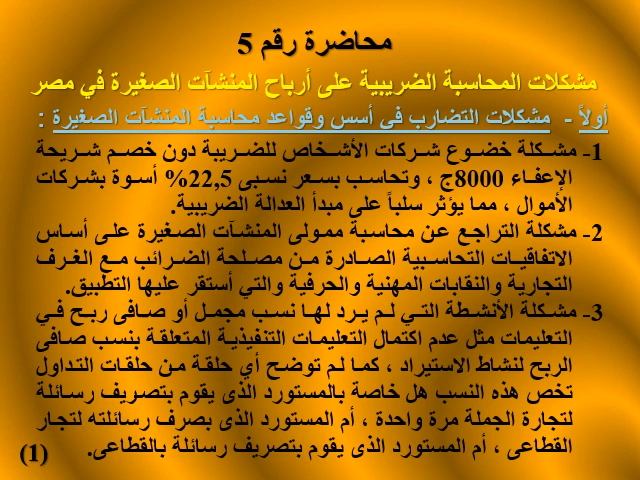 محاضرة رقم 5
مشكلات المحاسبة الضريبية على أرباح المنشآت الصغيرة في مصر
أولاً - مشكلات التضارب فى أسس وقواعد محاسبة المنشآت الصغيرة :
1- مشكلة خضوع شركات الأشخاص للضريبة دون خصم شريحة
الإعفاء 8000ج ، وتحاسب بسعر نسبى 22,5% أسوة بشركات
الأموال ، مما يؤثر سلباً على مبدأ العدالة الضريبية.
2- مشكلة التراجع عن محاسبة ممولى المنشآت الصغيرة على أساس
الاتفاقيات التحاسبية الصادرة من مصلحة الضرائب مع الغرف
التجارية والنقابات المهنية والحرفية والتي أستقر عليها التطبيق.
3- مشكلة الأنشطة التي لم يرد لها نسب مجمل أو صافى ربح في
التعليمات مثل عدم اكتمال التعليمات التنفيذية المتعلقة بنسب صافى
الربح لنشاط الاستيراد ، كما لم توضح أي حلقة من حلقات التداول
تخص هذه النسب هل خاصة بالمستورد الذى يقوم بتصريف رسائلة
لتجارة الجملة مرة واحدة ، أم المستورد الذى بصرف رسائلته لتجار
القطاعى ، أم المستورد الذى يقوم بتصريف رسائلة بالقطاعى.
(1)